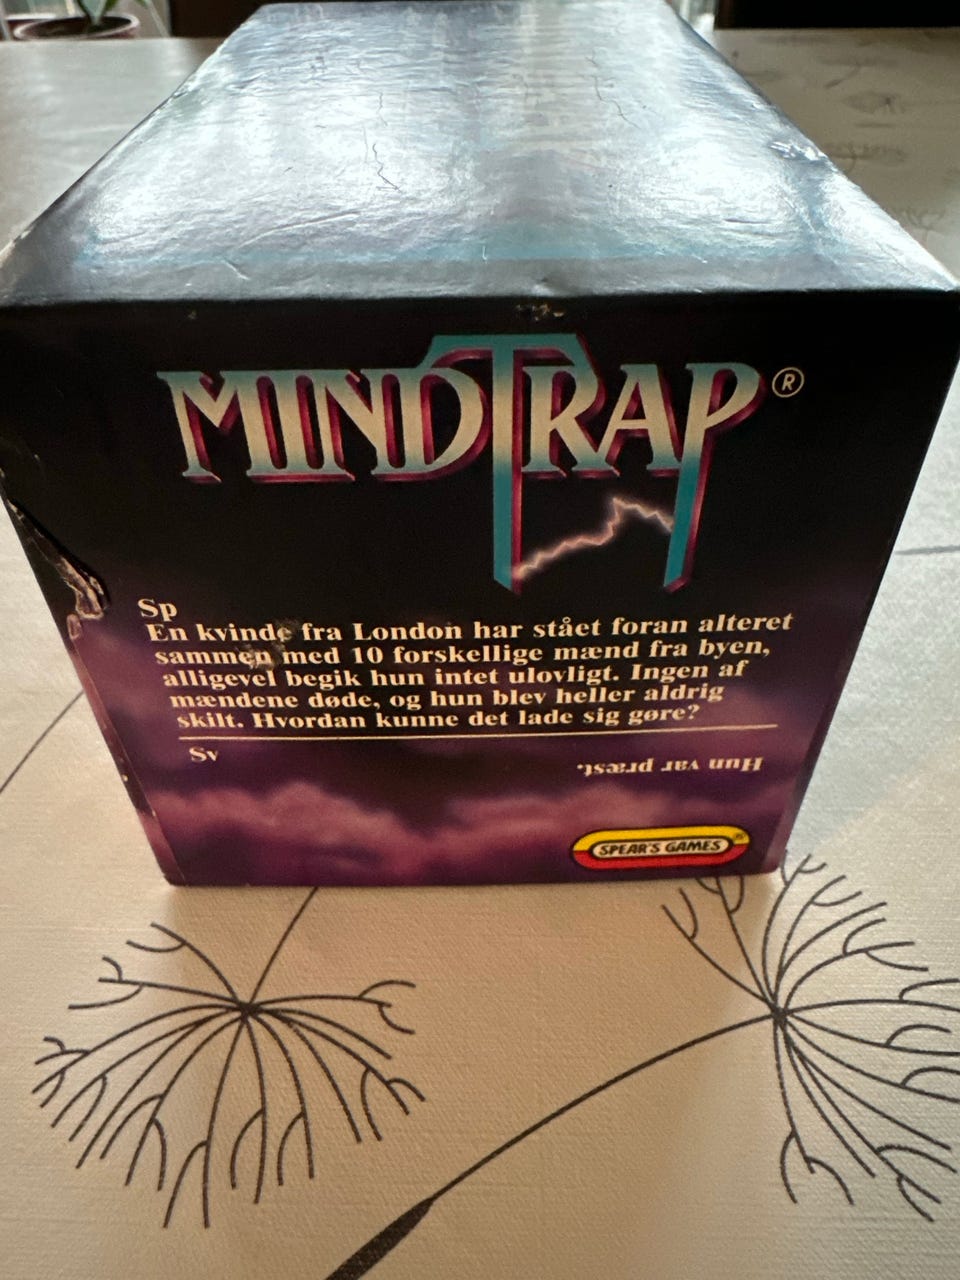 MINDTRAP®
Sp
En kvinde fra London har stået foran alteret
sammen med 10 forskellige mænd fra byen,
alligevel begik hun intet ulovligt. Ingen af
mændene døde, og hun blev heller aldrig
skilt. Hvordan kunne det lade sig gøre?
Sv
Hun var præst.
SPEAR'S GAMES®